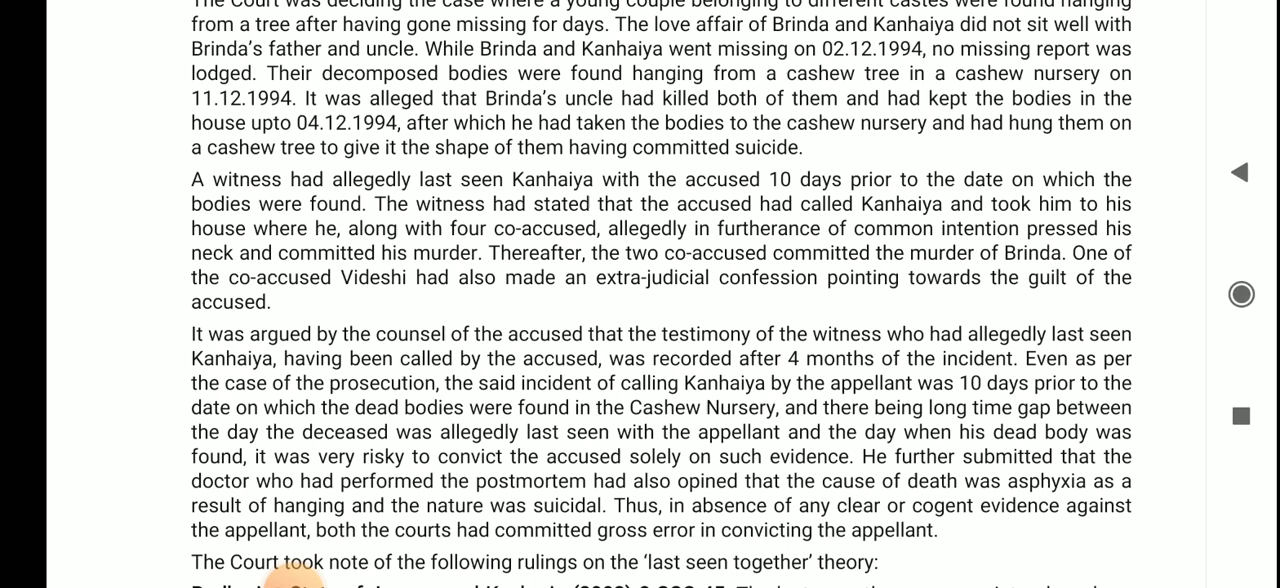 The Court was deciding the case where a young couple belonging to different castes were found hanging
from a tree after having gone missing for days. The love affair of Brinda and Kanhaiya did not sit well with
Brinda’s father and uncle. While Brinda and Kanhaiya went missing on 02.12.1994, no missing report was
lodged. Their decomposed bodies were found hanging from a cashew tree in a cashew nursery on
11.12.1994. It was alleged that Brinda’s uncle had killed both of them and had kept the bodies in the
house upto 04.12.1994, after which he had taken the bodies to the cashew nursery and had hung them on
a cashew tree to give it the shape of them having committed suicide.
A witness had allegedly last seen Kanhaiya with the accused 10 days prior to the date on which the
bodies were found. The witness had stated that the accused had called Kanhaiya and took him to his
house where he, along with four co-accused, allegedly in furtherance of common intention pressed his
neck and committed his murder. Thereafter, the two co-accused committed the murder of Brinda. One of
the co-accused Videshi had also made an extra-judicial confession pointing towards the guilt of the
accused.
It was argued by the counsel of the accused that the testimony of the witness who had allegedly last seen
Kanhaiya, having been called by the accused, was recorded after 4 months of the incident. Even as per
the case of the prosecution, the said incident of calling Kanhaiya by the appellant was 10 days prior to the
date on which the dead bodies were found in the Cashew Nursery, and there being long time gap between
the day the deceased was allegedly last seen with the appellant and the day when his dead body was
found, it was very risky to convict the accused solely on such evidence. He further submitted that the
doctor who had performed the postmortem had also opined that the cause of death was asphyxia as a
result of hanging and the nature was suicidal. Thus, in absence of any clear or cogent evidence against
the appellant, both the courts had committed gross error in convicting the appellant.
The Court took note of the following rulings on the ‘last seen together’ theory: